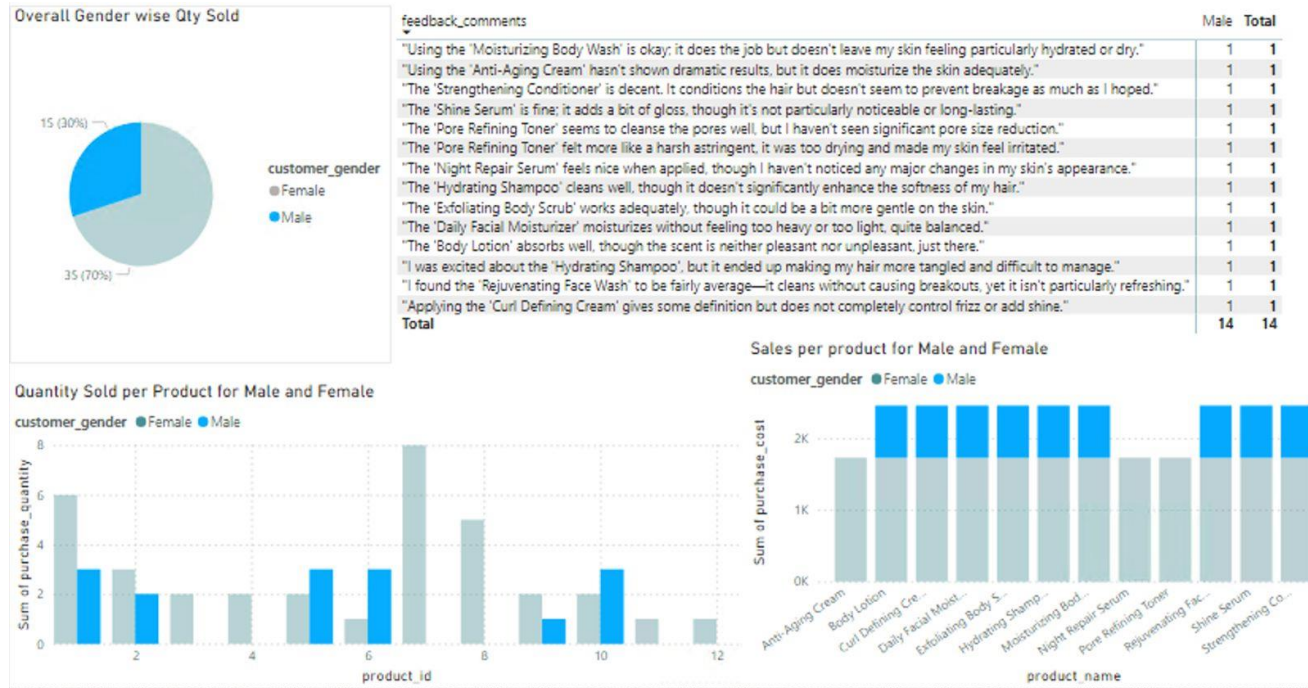 Overall Gender wise Qty Sold
15 (30%)
35 (70%)
customer_gender
Female
Male
feedback_comments Male Total
"Using the 'Moisturizing Body Wash' is okay; it does the job but doesn't leave my skin feeling particularly hydrated or dry." 1 1
"Using the 'Anti-Aging Cream' hasn't shown dramatic results, but it does moisturize the skin adequately." 1 1
"The 'Strengthening Conditioner' is decent. It conditions the hair but doesn't seem to prevent breakage as much as I hoped." 1 1
"The 'Shine Serum' is fine; it adds a bit of gloss, though it's not particularly noticeable or long-lasting." 1 1
"The 'Pore Refining Toner' seems to cleanse the pores well, but I haven't seen significant pore size reduction." 1 1
"The 'Pore Refining Toner' felt more like a harsh astringent, it was too drying and made my skin feel irritated." 1 1
"The 'Night Repair Serum' feels nice when applied, though I haven't noticed any major changes in my skin's appearance." 1 1
"The 'Hydrating Shampoo' cleans well, though it doesn't significantly enhance the softness of my hair." 1 1
"The 'Exfoliating Body Scrub' works adequately, though it could be a bit more gentle on the skin." 1 1
"The 'Daily Facial Moisturizer' moisturizes without feeling too heavy or too light, quite balanced." 1 1
"The 'Body Lotion' absorbs well, though the scent is neither pleasant nor unpleasant, just there." 1 1
"I was excited about the 'Hydrating Shampoo', but it ended up making my hair more tangled and difficult to manage." 1 1
"I found the 'Rejuvenating Face Wash' to be fairly average—it cleans without causing breakouts, yet it isn't particularly refreshing." 1 1
"Applying the 'Curl Defining Cream' gives some definition but does not completely control frizz or add shine." 1 1
Total 14 14
Quantity Sold per Product for Male and Female
customer_gender Female Male
Sum of purchase_quantity
8
6
4
2
0
2 4 6 8 10 12
product_id
Sales per product for Male and Female
customer_gender Female Male
Sum of purchase_cost
2K
1K
0K
Anti-Aging Cream
Body Lotion
Curl Defining Cre...
Daily Facial Moist...
Exfoliating Body S...
Hydrating Shamp...
Moisturizing Bod...
Night Repair Serum
Pore Refining Toner
Rejuvenating Fac...
Shine Serum
Strengthening Co...
product_name